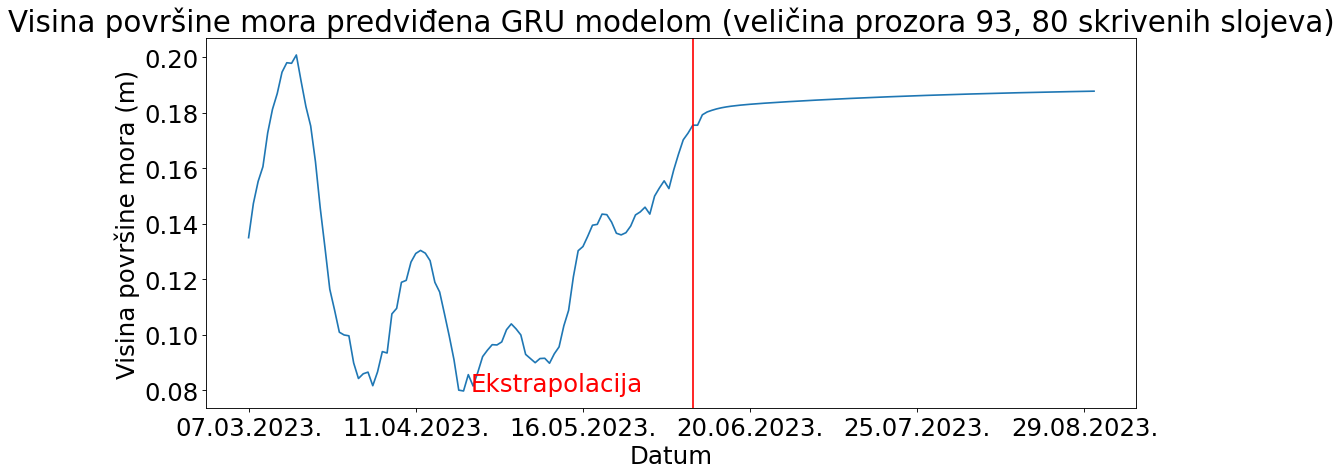 Visina površine mora predviđena GRU modelom (veličina prozora 93, 80 skrivenih slojeva)
Visina površine mora (m)
0.20
0.18
0.16
0.14
0.12
0.10
0.08
Ekstrapolacija
07.03.2023. 11.04.2023. 16.05.2023. 20.06.2023. 25.07.2023. 29.08.2023.
Datum